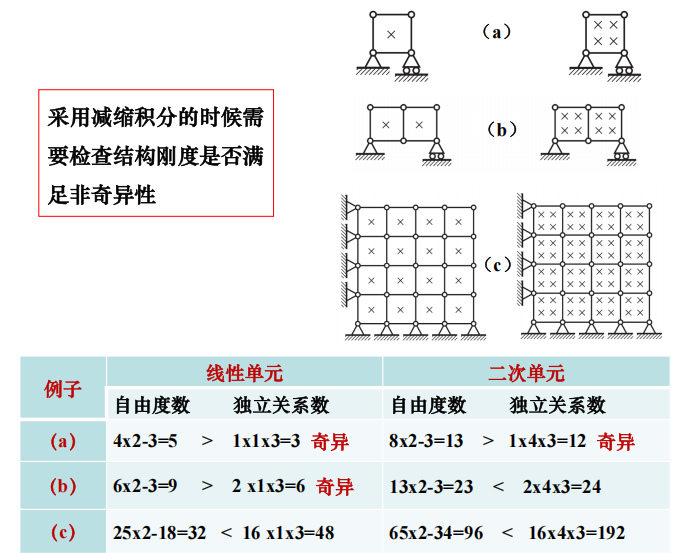 (a)
采用减缩积分的时候需
要检查结构刚度是否满
足非奇异性
(b)
(c)
例子 线性单元 二次单元
自由度数 独立关系数 自由度数 独立关系数
(a) 4x2-3=5 > 1x1x3=3 奇异 8x2-3=13 > 1x4x3=12 奇异
(b) 6x2-3=9 > 2 x1x3=6 奇异 13x2-3=23 < 2x4x3=24
(c) 25x2-18=32 < 16 x1x3=48 65x2-34=96 < 16x4x3=192